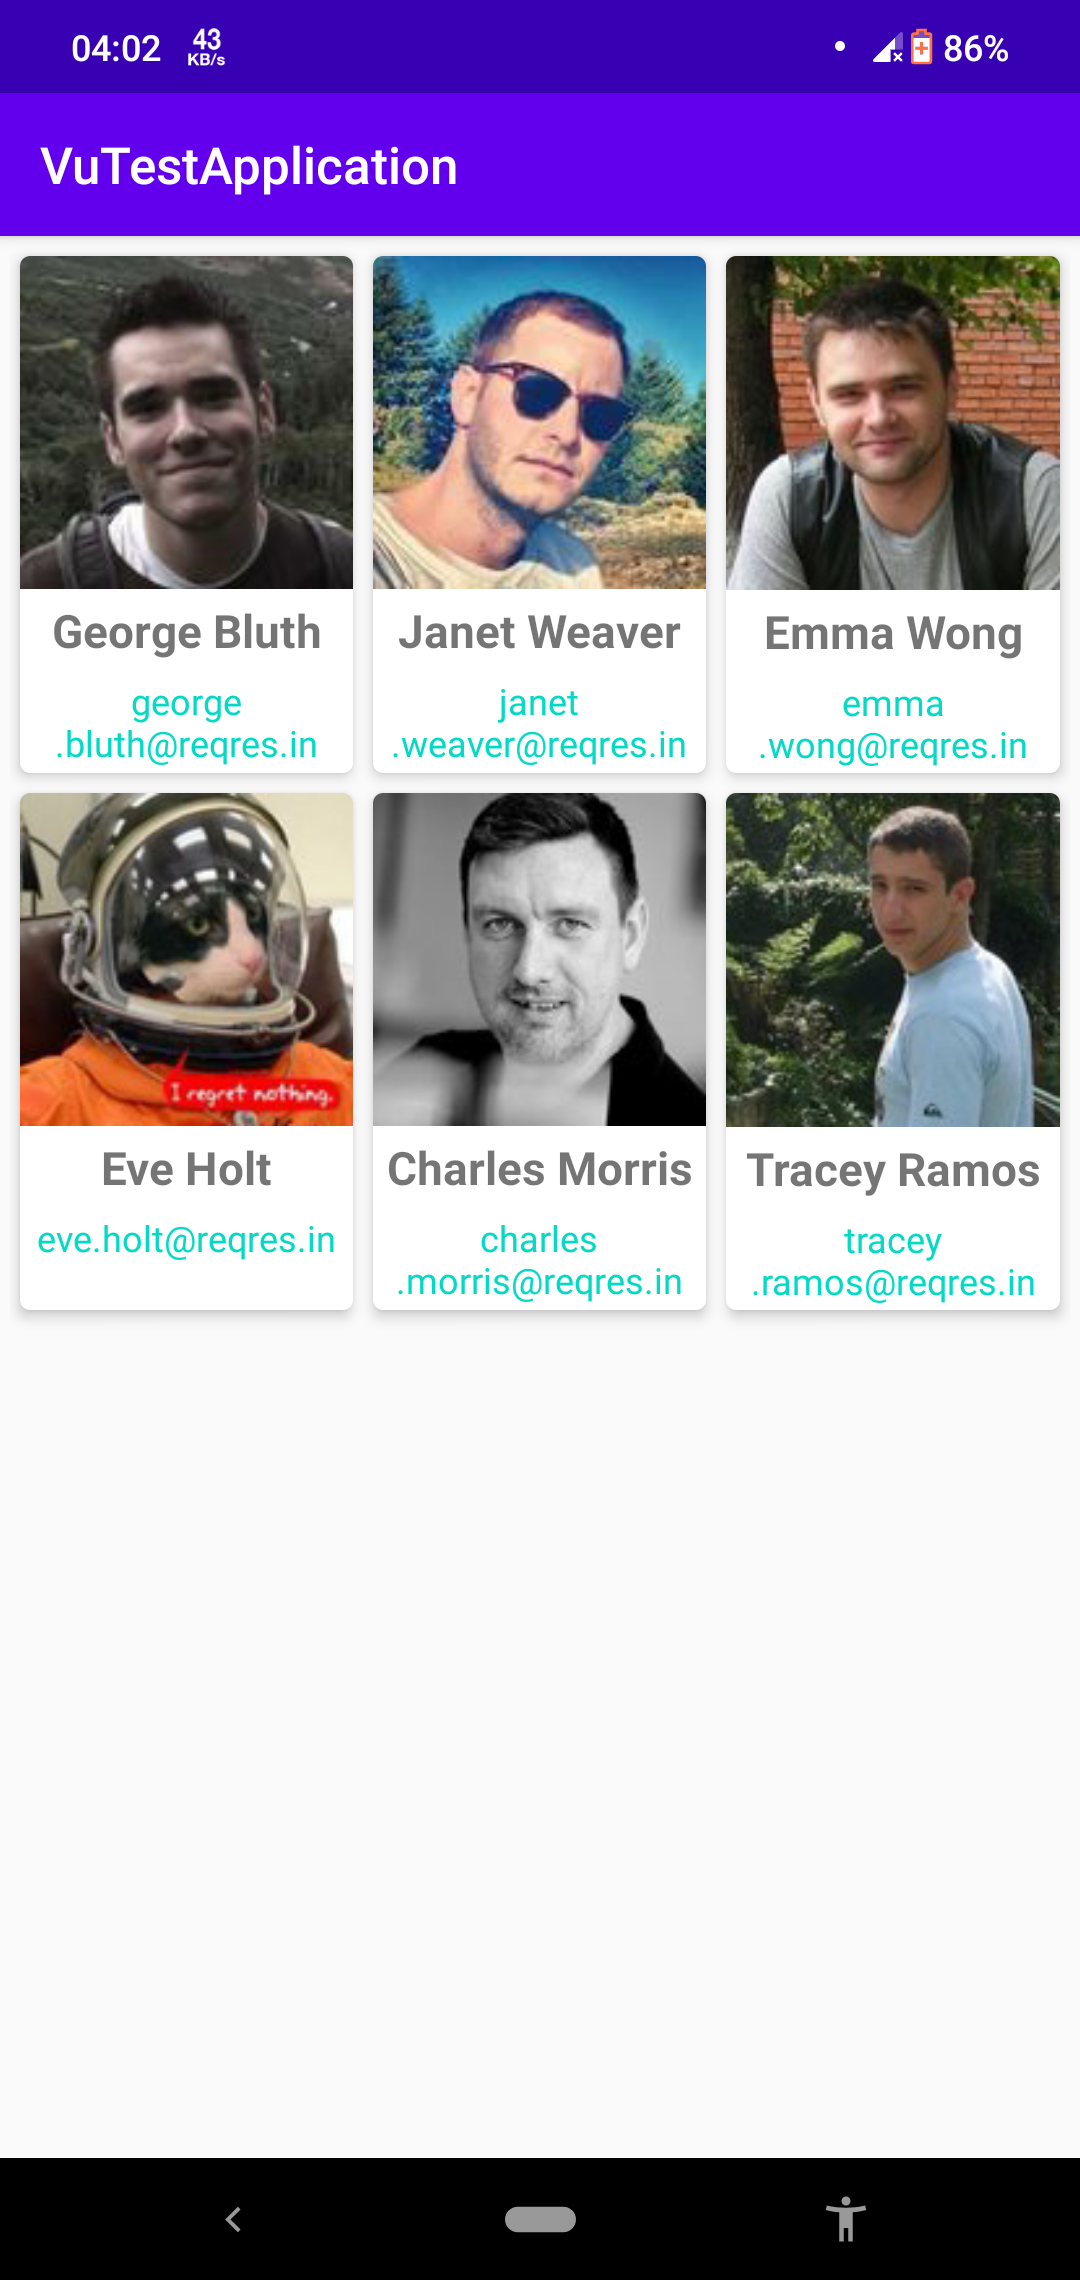 04:02 43 KB/s 86%
VuTestApplication
George Bluth
george
.bluth@reqres.in
Janet Weaver
janet
.weaver@reqres.in
Emma Wong
emma
.wong@reqres.in
I regret nothing.
Eve Holt
eve.holt@reqres.in
Charles Morris
charles
.morris@reqres.in
Tracey Ramos
tracey
.ramos@reqres.in